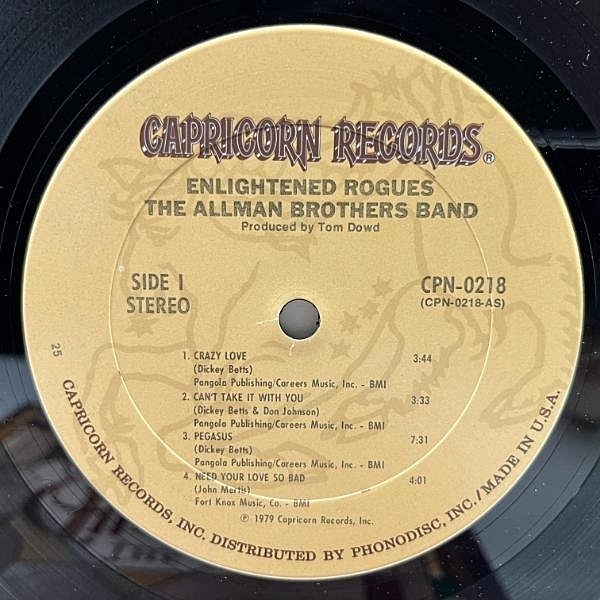 CAPRICORN RECORDS®
ENLIGHTENED ROGUES
THE ALLMAN BROTHERS BAND
Produced by Tom Dowd
SIDE I
STEREO
CPN-0218
(CPN-0218-AS)
25
1. CRAZY LOVE 3:44
(Dickey Betts)
Pangola Publishing/Careers Music, Inc. - BMI
2. CAN'T TAKE IT WITH YOU 3:33
(Dickey Betts & Don Johnson)
Pangola Publishing/Careers Music, Inc. - BMI
3. PEGASUS 7:31
(Dickey Betts)
Pangola Publishing/Careers Music, Inc. - BMI
4. NEED YOUR LOVE SO BAD 4:01
(John Mertis)
Fort Knox Music, Co. - BMI
℗ 1979 Capricorn Records, Inc.
CAPRICORN RECORDS, INC. DISTRIBUTED BY PHONODISC, INC./MADE IN U.S.A.